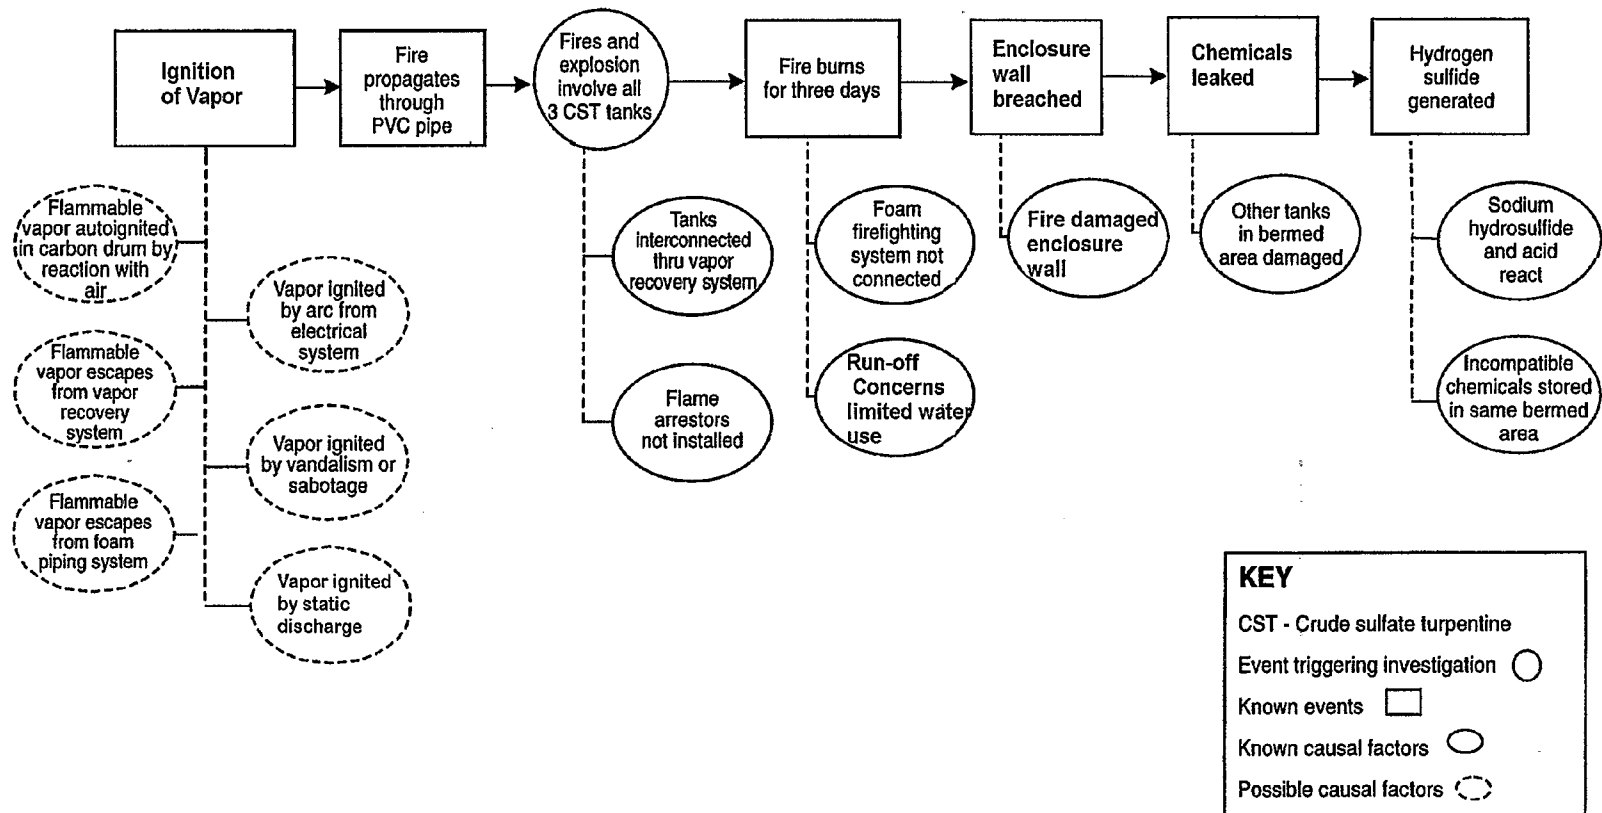 Ignition
of Vapor
Fire
propagates
through
PVC pipe
Fires and
explosion
involve all
3 CST tanks
Fire burns
for three days
Enclosure
wall
breached
Chemicals
leaked
Hydrogen
sulfide
generated
Flammable
vapor autoignited
in carbon drum by
reaction with
air
Vapor ignited
by arc from
electrical
system
Flammable
vapor escapes
from vapor
recovery
system
Vapor ignited
by vandalism or
sabotage
Flammable
vapor escapes
from foam
piping system
Vapor ignited
by static
discharge
Tanks
interconnected
thru vapor
recovery system
Flame
arrestors
not installed
Foam
firefighting
system not
connected
Run-off
Concerns
limited water
use
Fire damaged
enclosure
wall
Other tanks
in bermed
area damaged
Sodium
hydrosulfide
and acid
react
Incompatible
chemicals stored
in same bermed
area
KEY
CST - Crude sulfate turpentine
Event triggering investigation
Known events
Known causal factors
Possible causal factors